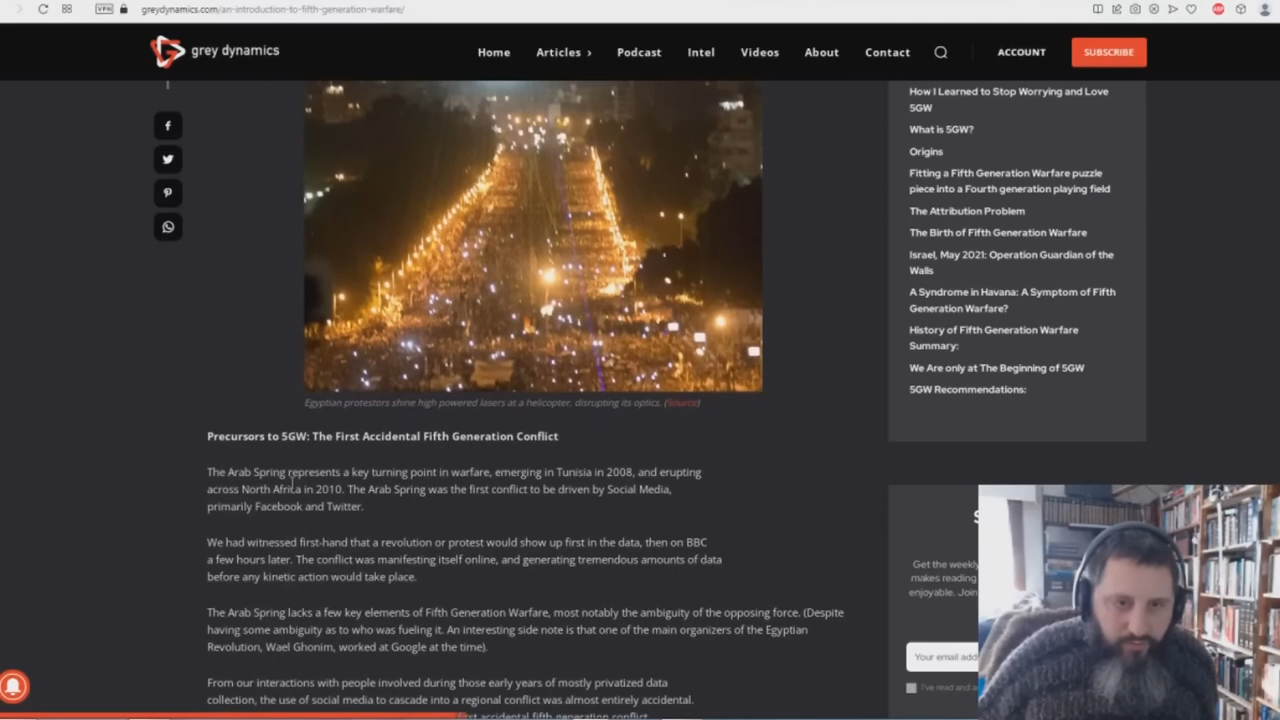 VPN
greydynamics.com/an-introduction-to-fifth-generation-warfare/
ABP
grey dynamics
Home
Articles ›
Podcast
Intel
Videos
About
Contact
ACCOUNT
SUBSCRIBE
Egyptian protestors shine high powered lasers at a helicopter, disrupting its optics. (Source)
Precursors to 5GW: The First Accidental Fifth Generation Conflict
The Arab Spring represents a key turning point in warfare, emerging in Tunisia in 2008, and erupting
across North Africa in 2010. The Arab Spring was the first conflict to be driven by Social Media,
primarily Facebook and Twitter.
We had witnessed first-hand that a revolution or protest would show up first in the data, then on BBC
a few hours later. The conflict was manifesting itself online, and generating tremendous amounts of data
before any kinetic action would take place.
The Arab Spring lacks a few key elements of Fifth Generation Warfare, most notably the ambiguity of the opposing force. (Despite
having some ambiguity as to who was fueling it. An interesting side note is that one of the main organizers of the Egyptian
Revolution, Wael Ghonim, worked at Google at the time).
From our interactions with people involved during those early years of mostly privatized data
collection, the use of social media to cascade into a regional conflict was almost entirely accidental.
first accidental fifth generation conflict
How I Learned to Stop Worrying and Love
5GW
What is 5GW?
Origins
Fitting a Fifth Generation Warfare puzzle
piece into a Fourth generation playing field
The Attribution Problem
The Birth of Fifth Generation Warfare
Israel, May 2021: Operation Guardian of the
Walls
A Syndrome in Havana: A Symptom of Fifth
Generation Warfare?
History of Fifth Generation Warfare
Summary:
We Are only at The Beginning of 5GW
5GW Recommendations:
S
Get the weekly
makes reading
enjoyable. Join
Your email add
I've read and a